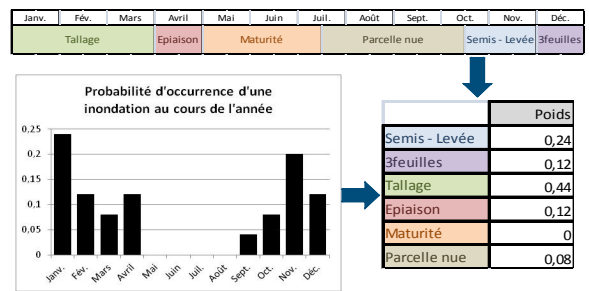 Janv. Fév. Mars Avril Mai Juin Juil. Août Sept. Oct. Nov. Déc.
Tallage Epiaison Maturité Parcelle nue Semis - Levée 3feuilles
Probabilité d'occurrence d'une
inondation au cours de l'année
0,25
0,2
0,15
0,1
0,05
0
Janv. Fév. Mars Avril Mai Juin Juil. Août Sept. Oct. Nov. Déc.
Poids
Semis - Levée 0,24
3feuilles 0,12
Tallage 0,44
Epiaison 0,12
Maturité 0
Parcelle nue 0,08